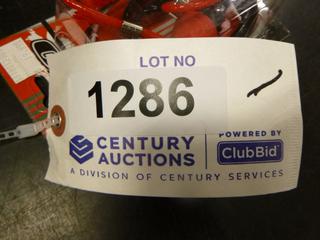 LOT NO
1286
CENTURY
AUCTIONS
POWERED BY
ClubBid
A DIVISION OF CENTURY SERVICES